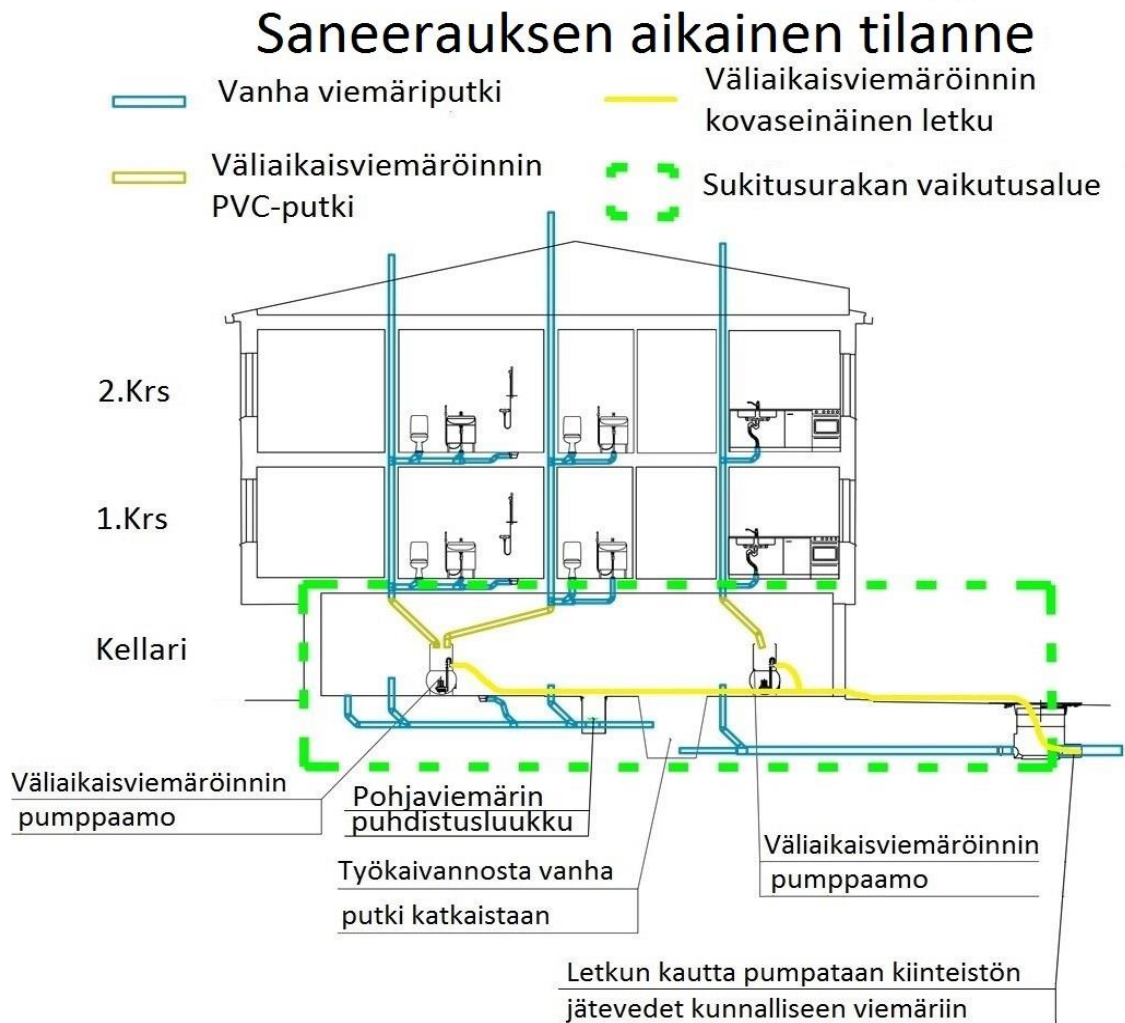 Saneerauksen aikainen tilanne
Vanha viemäriputki
Väliaikaisviemäröinnin
kovaseinäinen letku
Väliaikaisviemäröinnin
PVC-putki
Sukitusurakan vaikutusalue
2.Krs
1.Krs
Kellari
Väliaikaisviemäröinnin
pumppaamo
Pohjaviemärin
puhdistusluukku
Työkaivannosta vanha
putki katkaistaan
Väliaikaisviemäröinnin
pumppaamo
Letkun kautta pumpataan kiinteistön
jätevedet kunnalliseen viemäriin